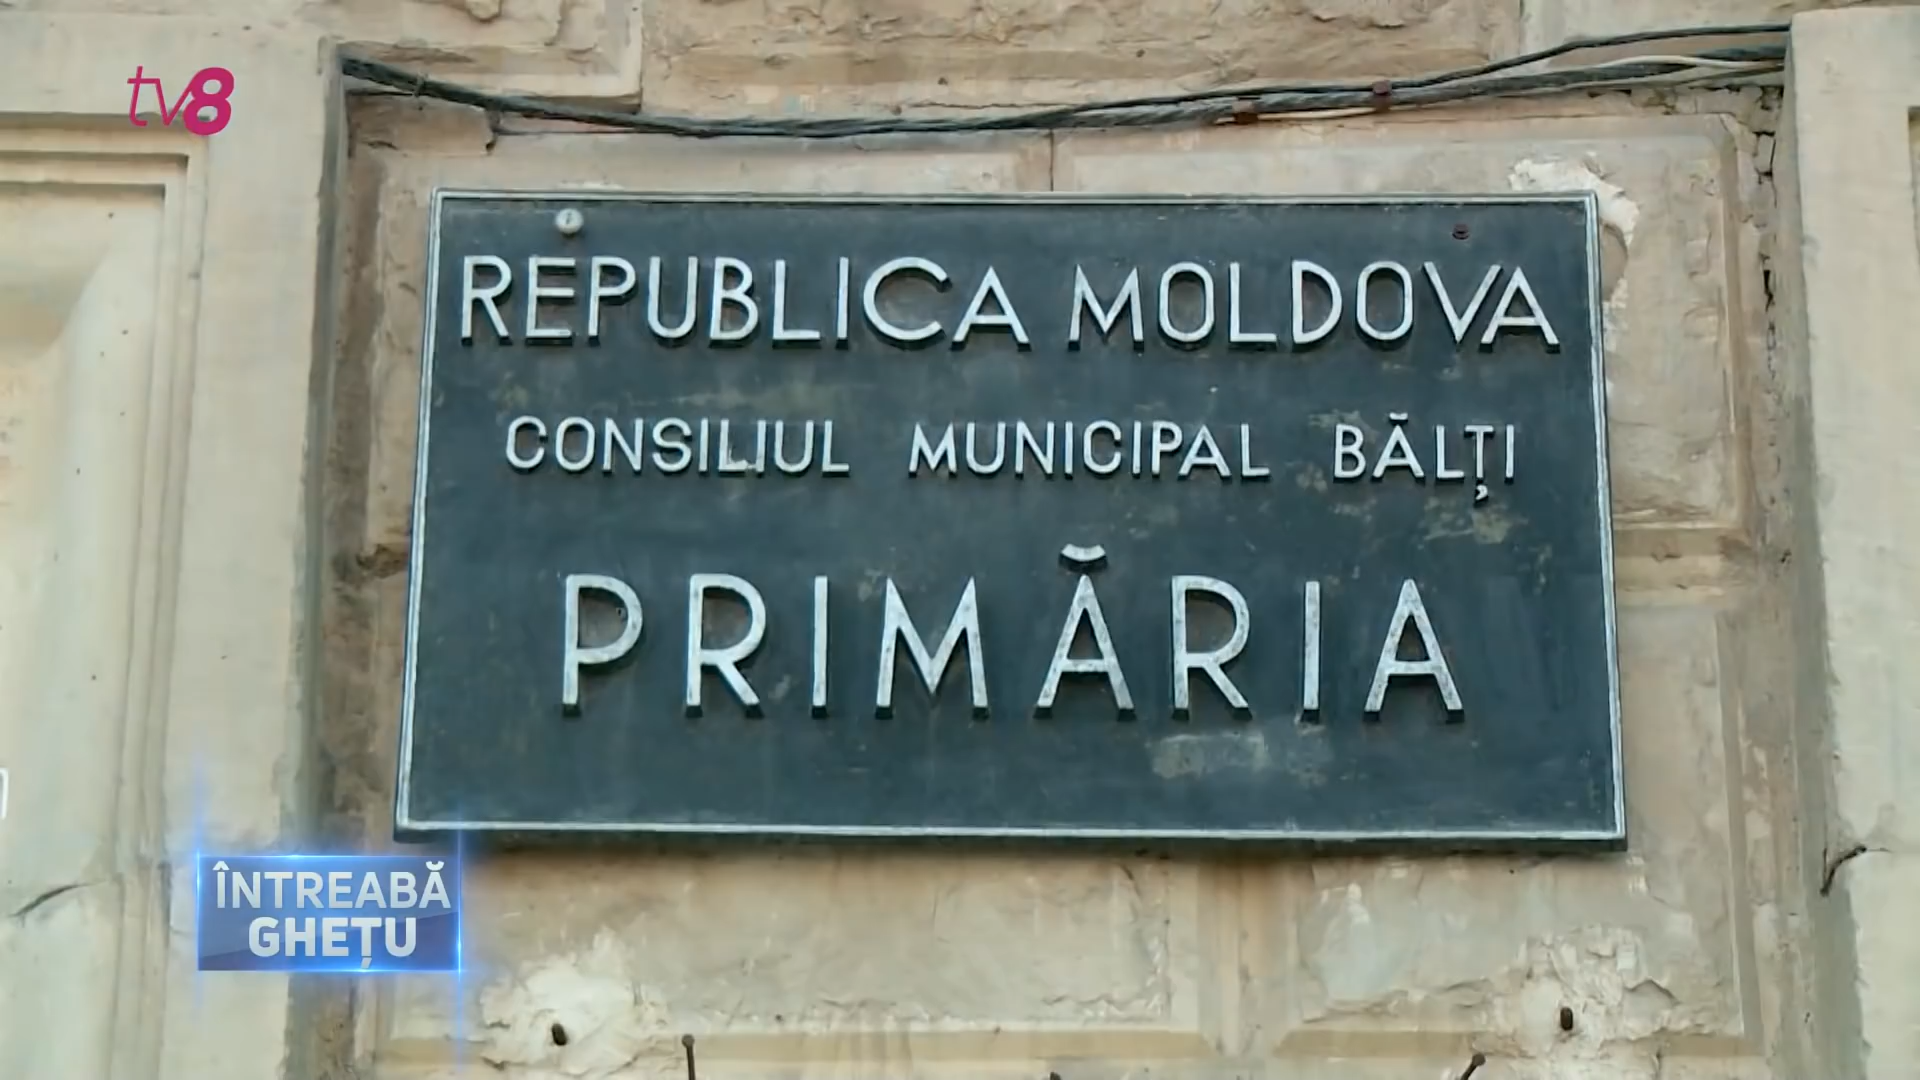 tv8
REPUBLICA MOLDOVA
CONSILIUL MUNICIPAL BĂLȚI
PRIMĂRIA
ÎNTREABĂ
GHEȚU